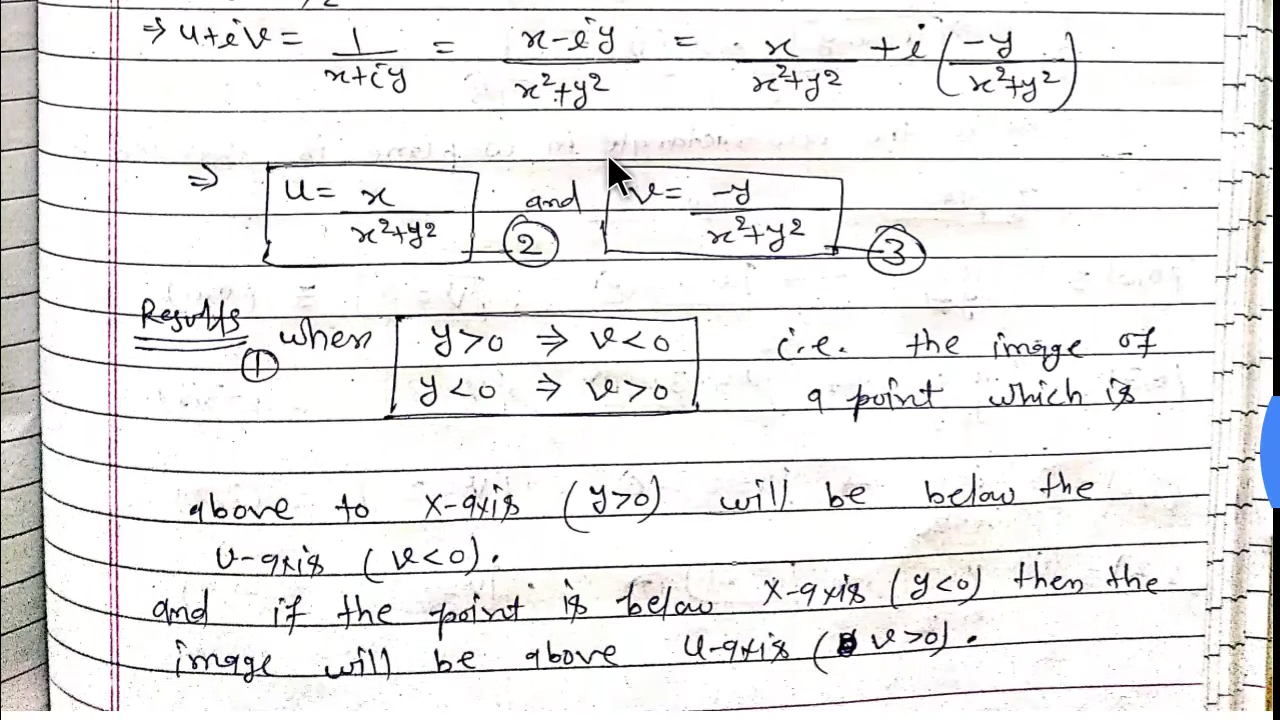 ⇒ u+iv = 1/(x+iy) = (x-iy)/(x²+y²) = x/(x²+y²) + i(-y/(x²+y²))
⇒ u = x/(x²+y²) ② and v = -y/(x²+y²) ③
Results ① when y>0 ⇒ v<0 i.e. the image of
y<0 ⇒ v>0 a point which is
above to X-axis (y>0) will be below the
U-axis (v<0).
and if the point is below X-axis (y<0) then the
image will be above U-axis (v>0).